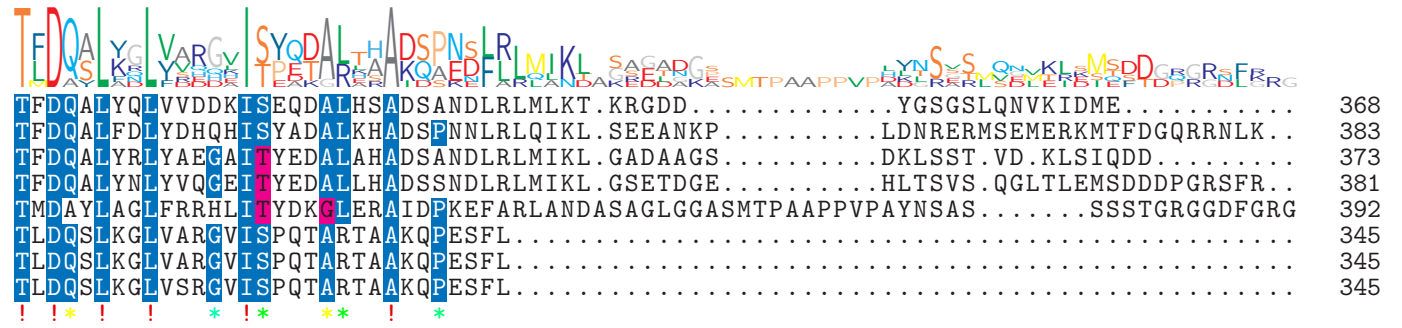 TFDQALYQLVVDDKISEQDALHSADSANDLRLMLKT.KRGDD.............YGSGSLQNVKIDME........... 368
TFDQALFDLYDHQHISYADALKHADSPNNLRLQIKL.SEEANKP..........LDNRERMSEMERKMTFDGQRRNLK.. 383
TFDQALYRLYAEGAITYEDALAHADSANDLRLMIKL.GADAAGS..........DKLSST.VD.KLSIQDD......... 373
TFDQALYNLYVQGEITYEDALLHADSSNDLRLMIKL.GSETDGE..........HLTSVS.QGLTLEMSDDDPGRSFR.. 381
TMDAYLAGLFRRHLITYDKGLERAIDPKEFARLANDASAGLGGASMTPAAPPVPAYNSAS.......SSSTGRGGDFGRG 392
TLDQSLKGLVARGVISPQTARTAAKQPESFL................................................. 345
TLDQSLKGLVARGVISPQTARTAAKQPESFL................................................. 345
TLDQSLKGLVSRGVISPQTARTAAKQPESFL................................................. 345
! ! * ! ! * ! * * * ! *